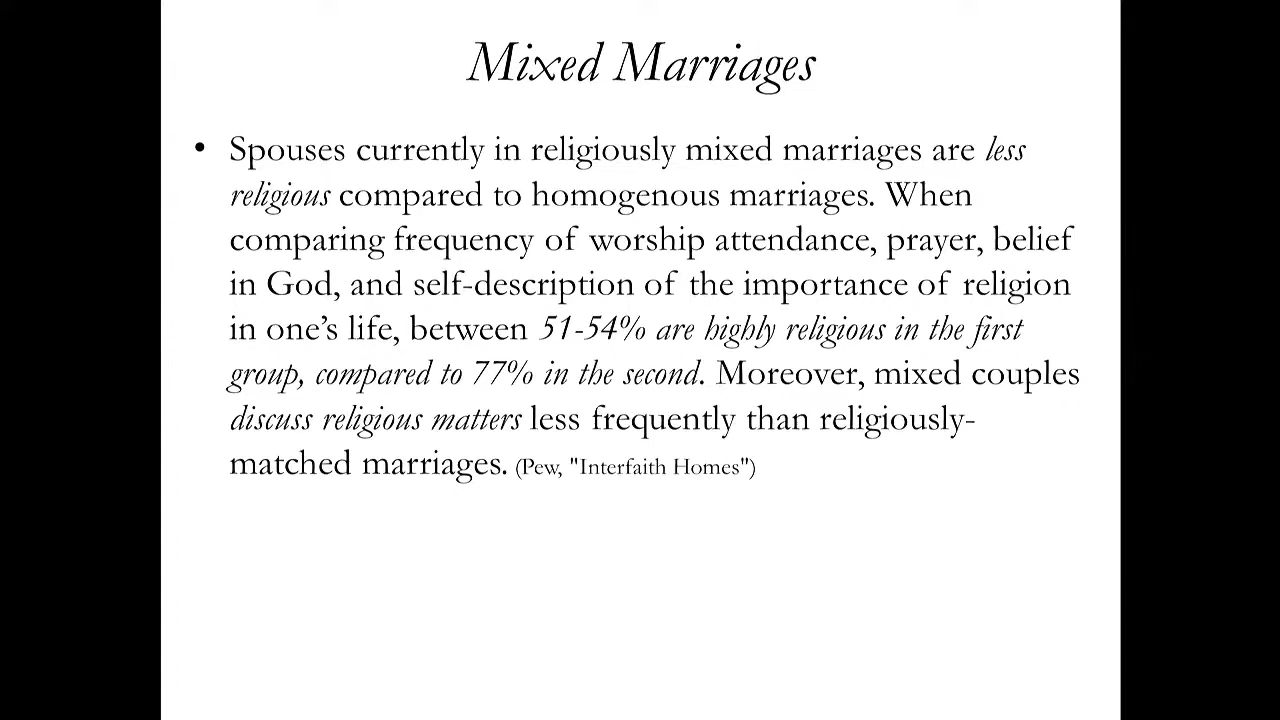 Mixed Marriages
• Spouses currently in religiously mixed marriages are less
religious compared to homogenous marriages. When
comparing frequency of worship attendance, prayer, belief
in God, and self-description of the importance of religion
in one’s life, between 51-54% are highly religious in the first
group, compared to 77% in the second. Moreover, mixed couples
discuss religious matters less frequently than religiously-
matched marriages. (Pew, "Interfaith Homes")